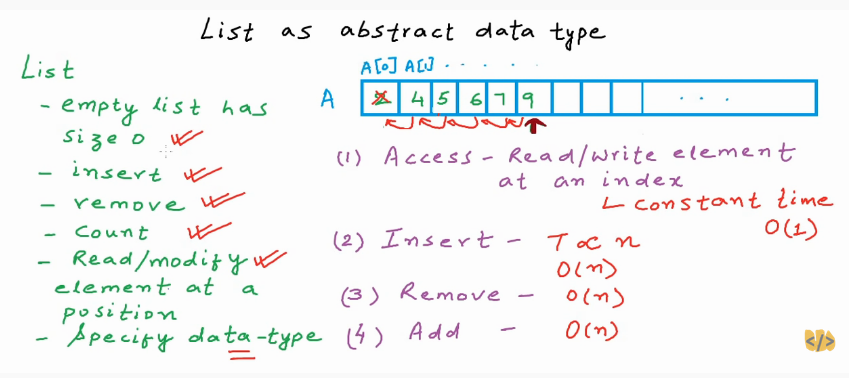 List as abstract data type
List
- empty list has
size 0
- insert
- remove
- count
- Read/modify
element at a
position
- Specify data-type
A[0] A[1] . . . .
A 2 4 5 6 7 9 . . .
(1) Access - Read/Write element
at an index
constant time
O(1)
(2) Insert - T ∝ n
O(n)
(3) Remove - O(n)
(4) Add - O(n)
</>